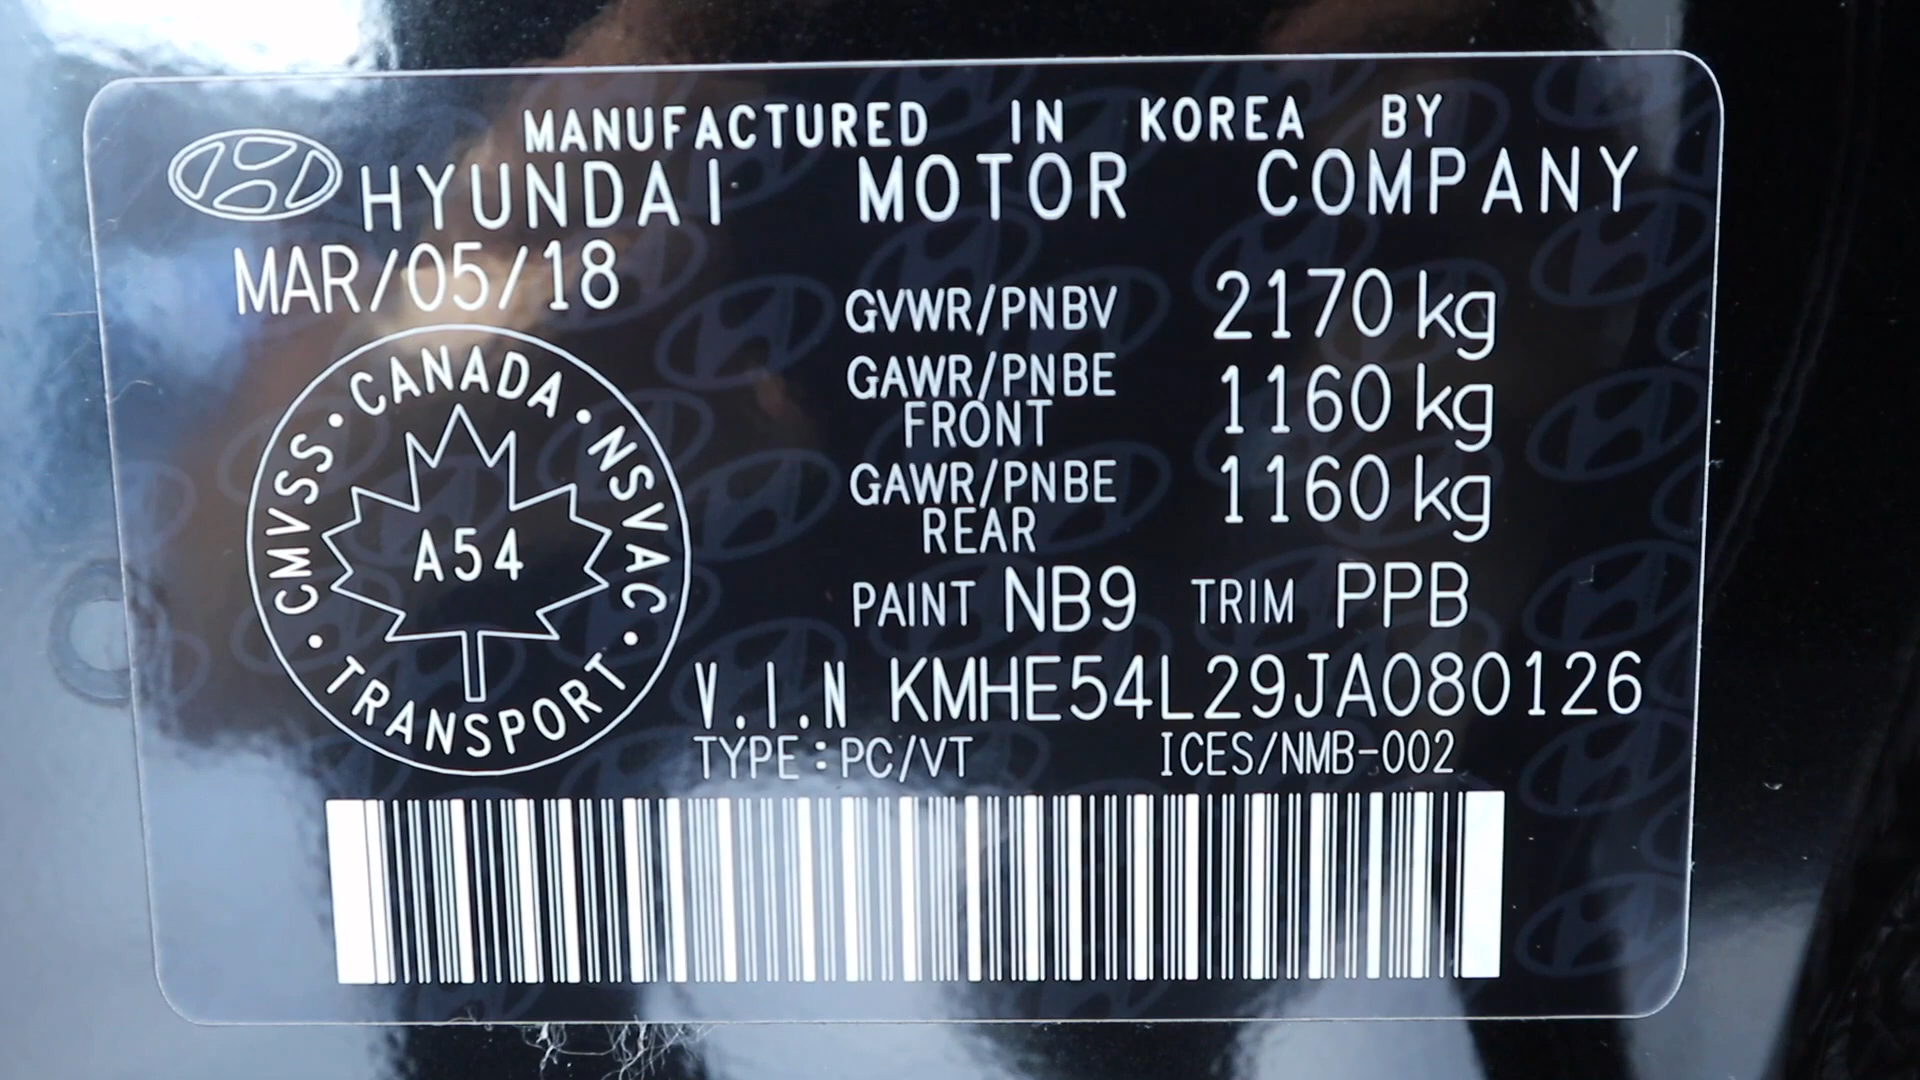 MANUFACTURED IN KOREA BY
HYUNDAI MOTOR COMPANY
MAR/05/18
GVWR/PNBV 2170 kg
GAWR/PNBE FRONT 1160 kg
GAWR/PNBE REAR 1160 kg
CMVSS · CANADA · NSVAC · TRANSPORT ·
A54
PAINT NB9 TRIM PPB
V.I.N KMHE54L29JA080126
TYPE : PC/VT ICES/NMB-002